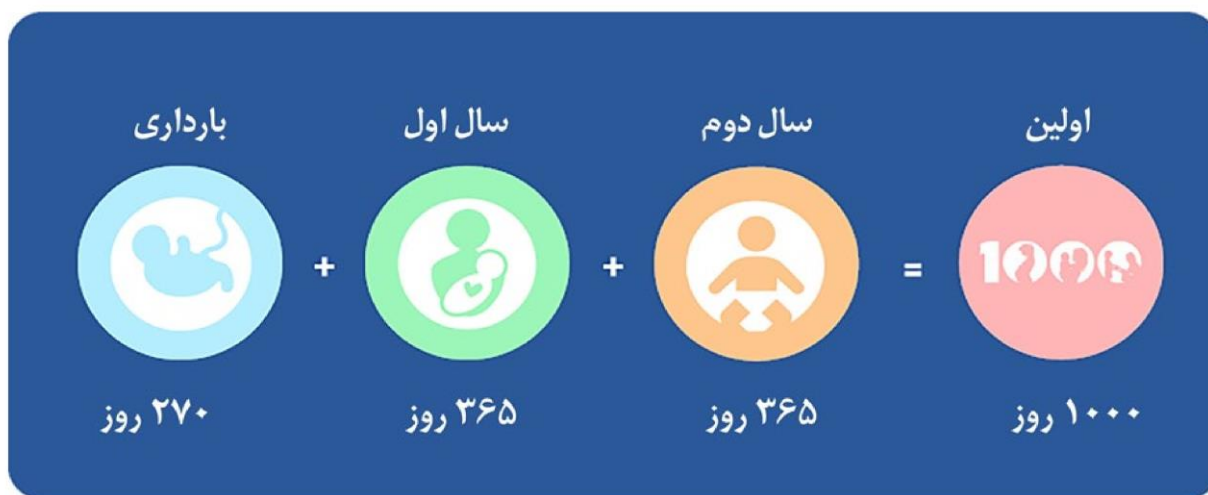 بارداری
سال اول
سال دوم
اولین
+
+
=
1000
۲۷۰ روز
۳۶۵ روز
۳۶۵ روز
۱۰۰۰ روز